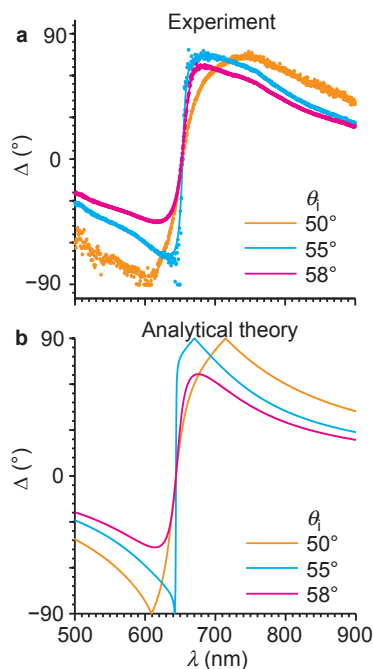 a Experiment
90
0
−90
Δ (°)
θi
50°
55°
58°
b Analytical theory
90
0
−90
Δ (°)
θi
50°
55°
58°
500 600 700 800 900
λ (nm)